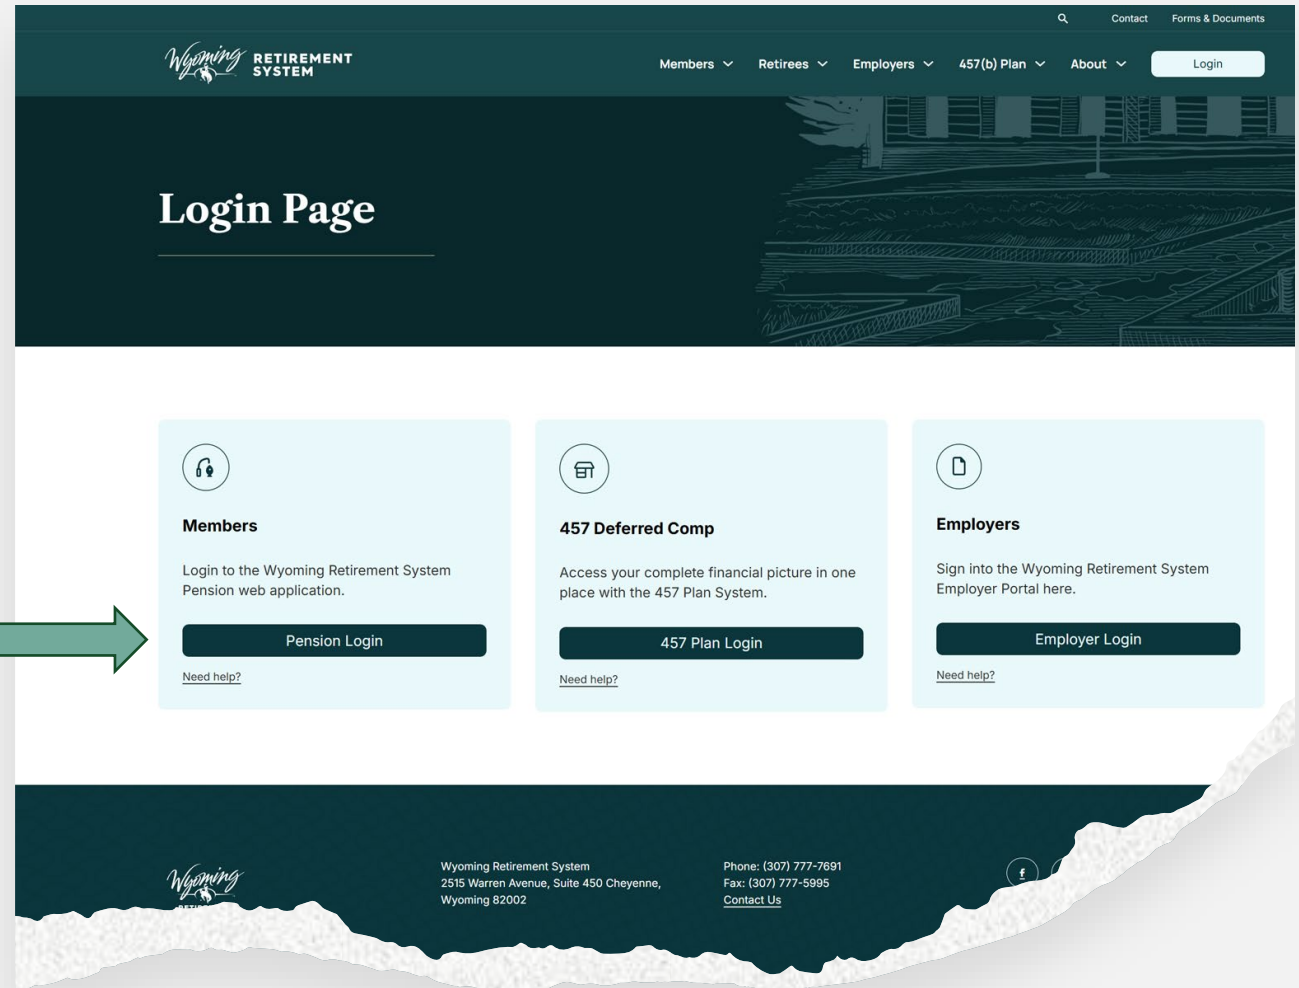 Contact Forms & Documents
Wyoming RETIREMENT SYSTEM
Members Retirees Employers 457(b) Plan About Login
Login Page
Members
Login to the Wyoming Retirement System
Pension web application.
Pension Login
Need help?
457 Deferred Comp
Access your complete financial picture in one
place with the 457 Plan System.
457 Plan Login
Need help?
Employers
Sign into the Wyoming Retirement System
Employer Portal here.
Employer Login
Need help?
Wyoming
Wyoming Retirement System
2515 Warren Avenue, Suite 450 Cheyenne,
Wyoming 82002
Phone: (307) 777-7691
Fax: (307) 777-5995
Contact Us
f